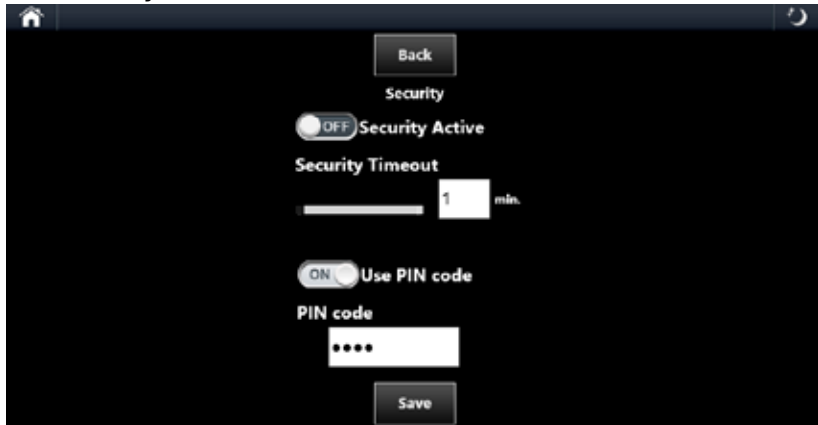 Back
Security
OFF Security Active
Security Timeout
1 min.
ON Use PIN code
PIN code
••••
Save